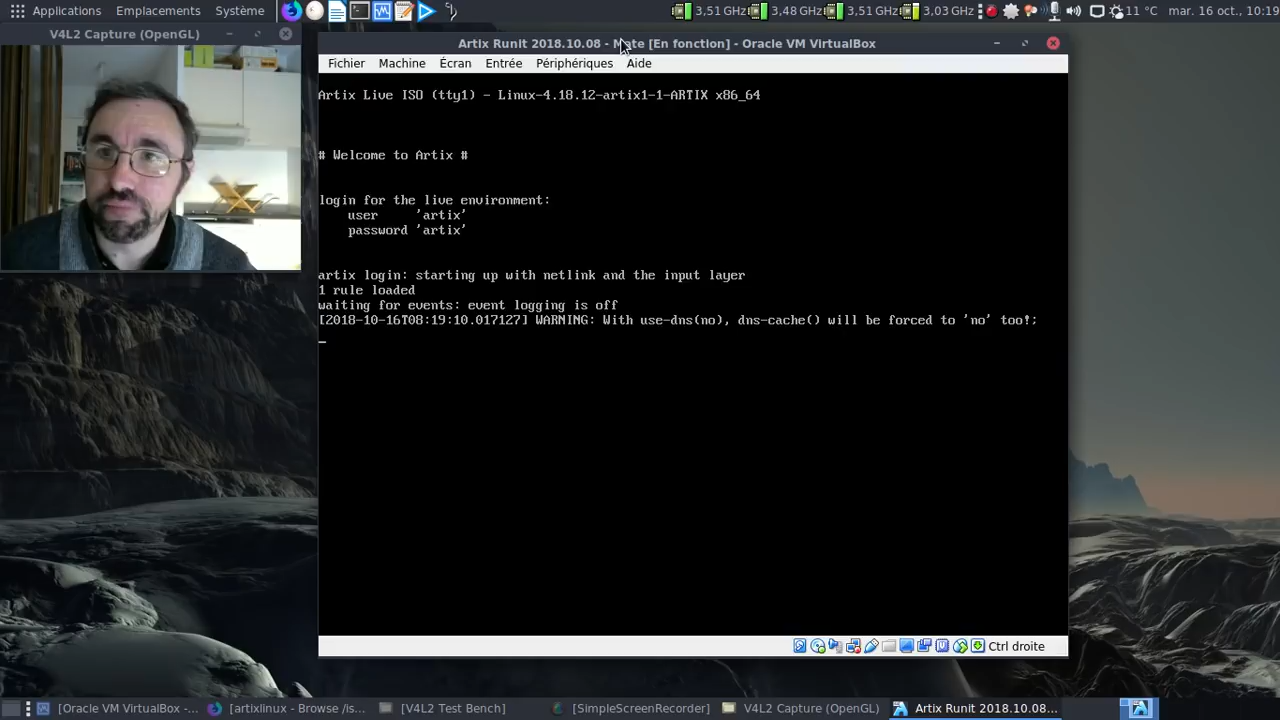 Applications Emplacements Système 3,51 GHz 3,48 GHz 3,51 GHz 3,03 GHz 11 °C mar. 16 oct., 10:19
V4L2 Capture (OpenGL)
Artix Runit 2018.10.08 - Mate [En fonction] - Oracle VM VirtualBox
Fichier Machine Écran Entrée Périphériques Aide
Artix Live ISO (tty1) - Linux-4.18.12-artix1-1-ARTIX x86_64
# Welcome to Artix #
login for the live environment:
user 'artix'
password 'artix'
artix login: starting up with netlink and the input layer
1 rule loaded
waiting for events: event logging is off
[2018-10-16T08:19:10.017127] WARNING: With use-dns(no), dns-cache() will be forced to 'no' too!;
Ctrl droite
[Oracle VM VirtualBox -... [artixlinux - Browse /is... [V4L2 Test Bench] [SimpleScreenRecorder] V4L2 Capture (OpenGL) Artix Runit 2018.10.08...